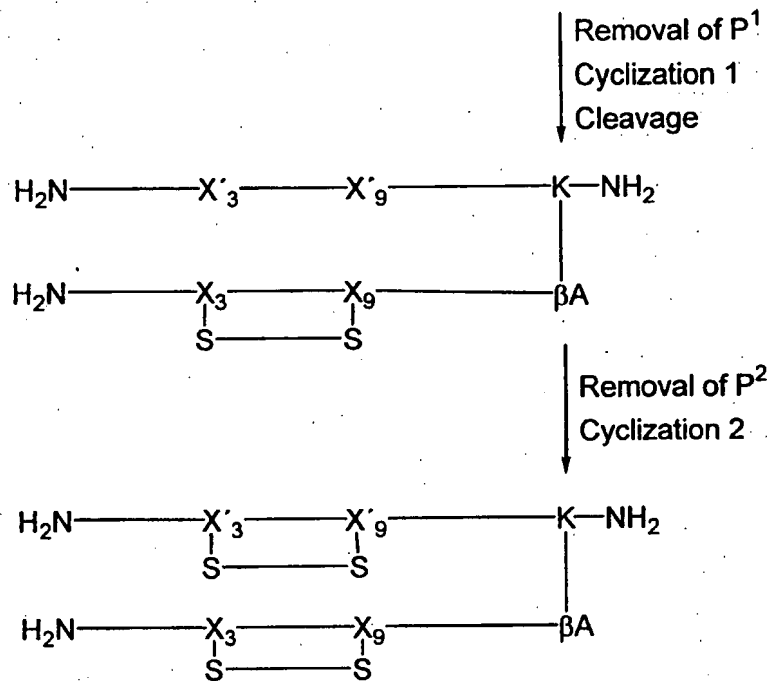 Removal of P¹
Cyclization 1
Cleavage
H₂N X´₃ X´₉ K NH₂
H₂N X₃ X₉ βA
S S
Removal of P²
Cyclization 2
H₂N X´₃ X´₉ K NH₂
S S
H₂N X₃ X₉ βA
S S